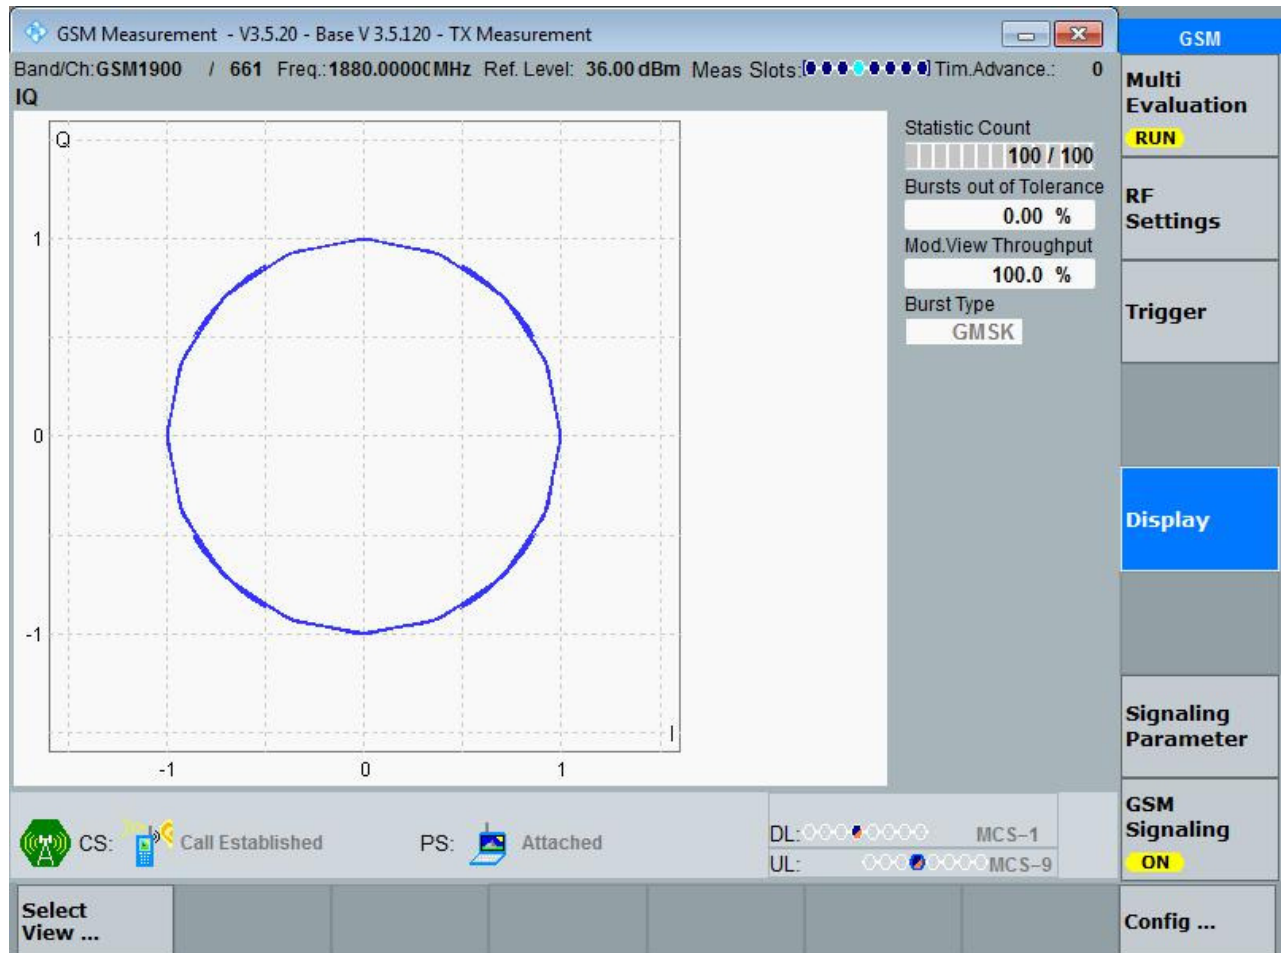 GSM Measurement - V3.5.20 - Base V 3.5.120 - TX Measurement
GSM
Band/Ch:GSM1900 / 661 Freq.:1880.00000 MHz Ref. Level: 36.00 dBm Meas Slots: Tim.Advance.: 0
IQ
Multi
Evaluation
RUN
Q
Statistic Count
100 / 100
Bursts out of Tolerance
0.00 %
Mod.View Throughput
100.0 %
Burst Type
GMSK
RF
Settings
Trigger
1
0
-1
I
-1 0 1
Display
Signaling
Parameter
GSM
Signaling
ON
CS: Call Established PS: Attached
DL: MCS-1
UL: MCS-9
Select
View ...
Config ...